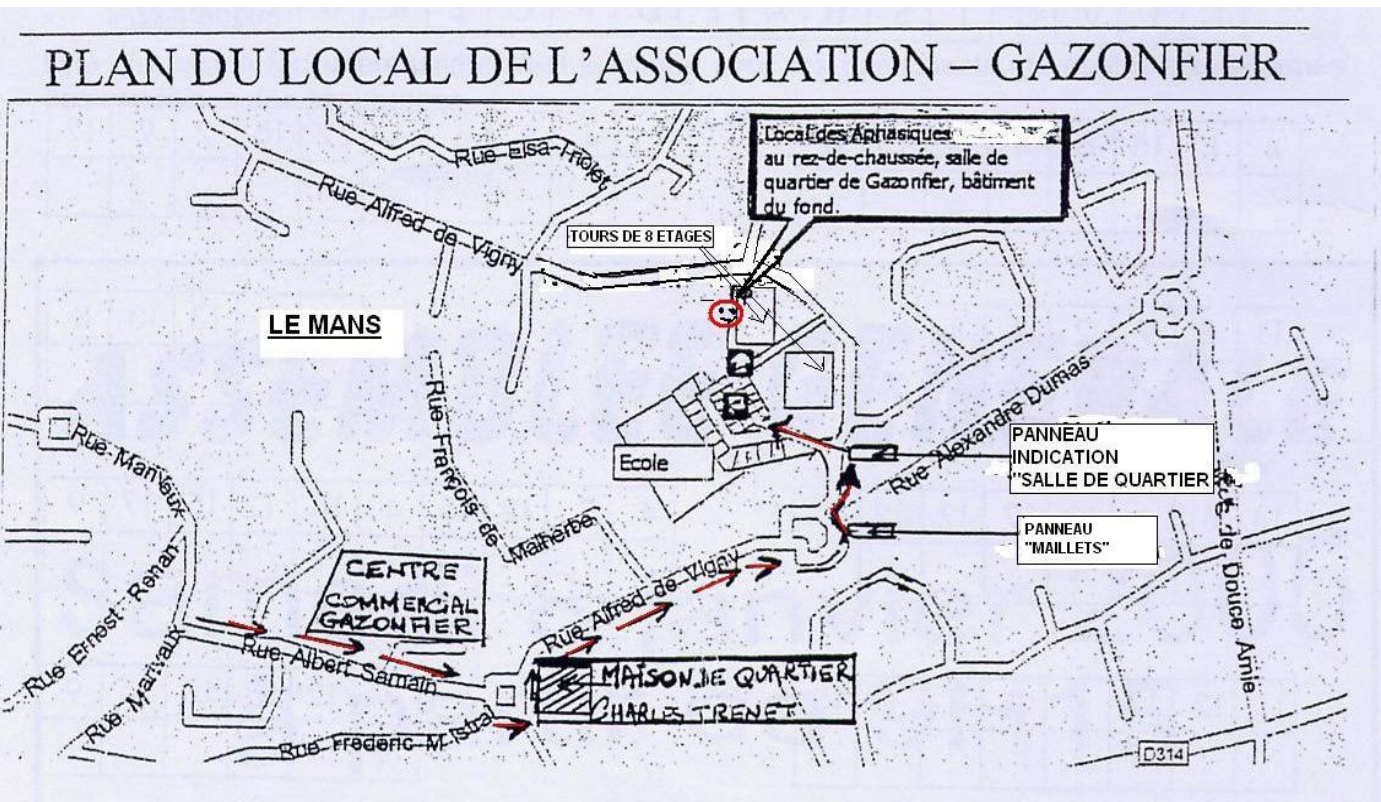 PLAN DU LOCAL DE L'ASSOCIATION – GAZONFIER
Rue Elsa-Triolet
Local des Aphasiques
au rez-de-chaussée, salle de
quartier de Gazonfier, bâtiment
du fond.
Rue Alfred de Vigny
TOURS DE 8 ETAGES
LE MANS
Rue Alexandre Dumas
Rue Marivaux
Rue François de
Malherbe
Ecole
PANNEAU
INDICATION
"SALLE DE QUARTIER
PANNEAU
"MAILLETS"
CENTRE
COMMERCIAL
GAZONFIER
Rue Alfred de Vigny
Rue Ernest Renan
Rue Marivaux
Rue Albert Samain
MAISON DE QUARTIER
CHARLES TRENET
Rue Frédéric Mistral
de Douce Amie
D314